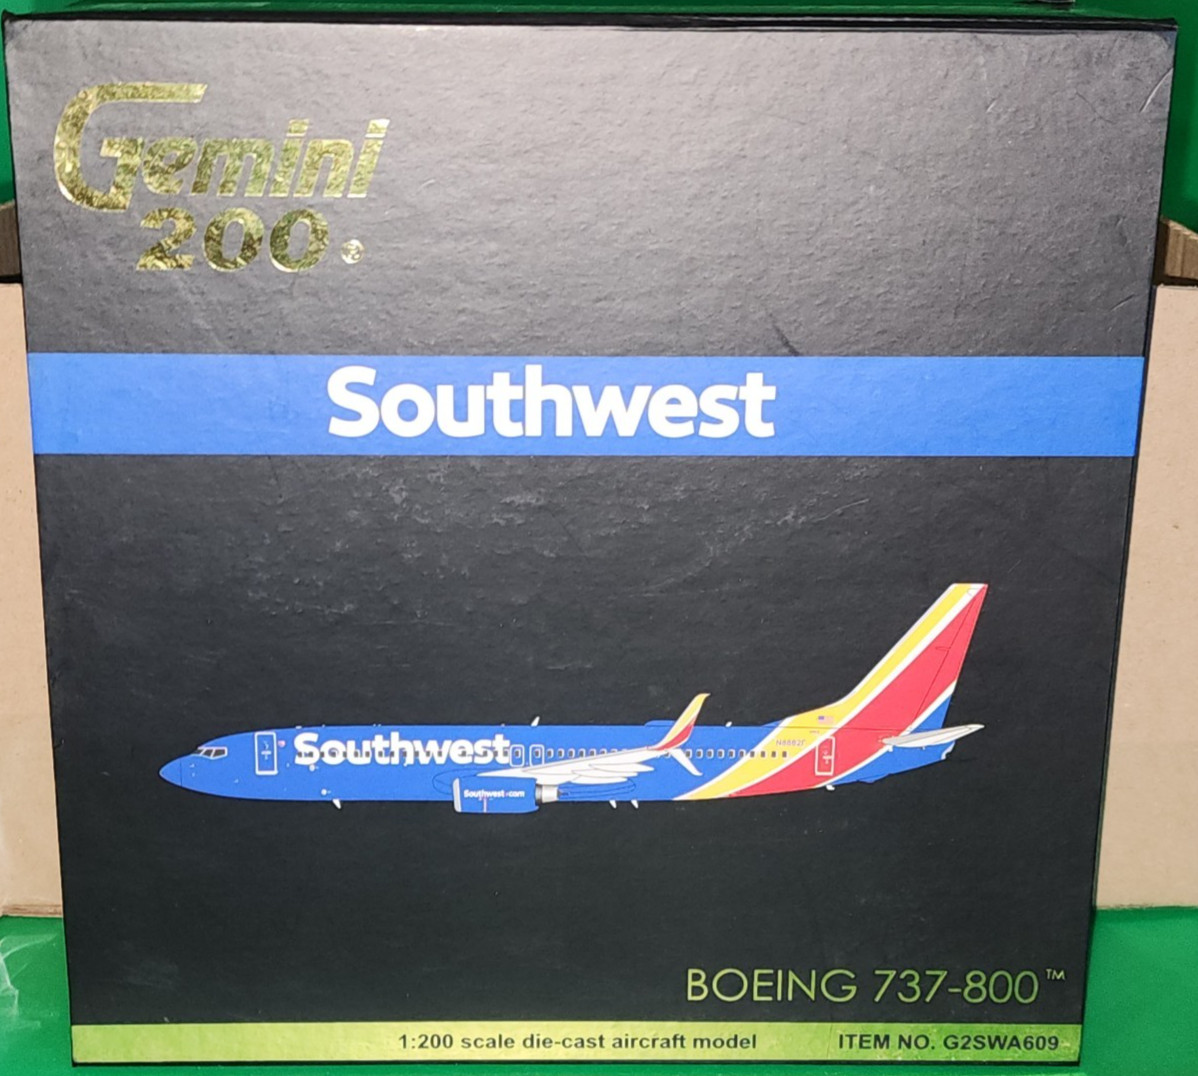 Gemini
200®
Southwest
Southwest
Southwest.com
BOEING 737-800™
1:200 scale die-cast aircraft model ITEM NO. G2SWA609